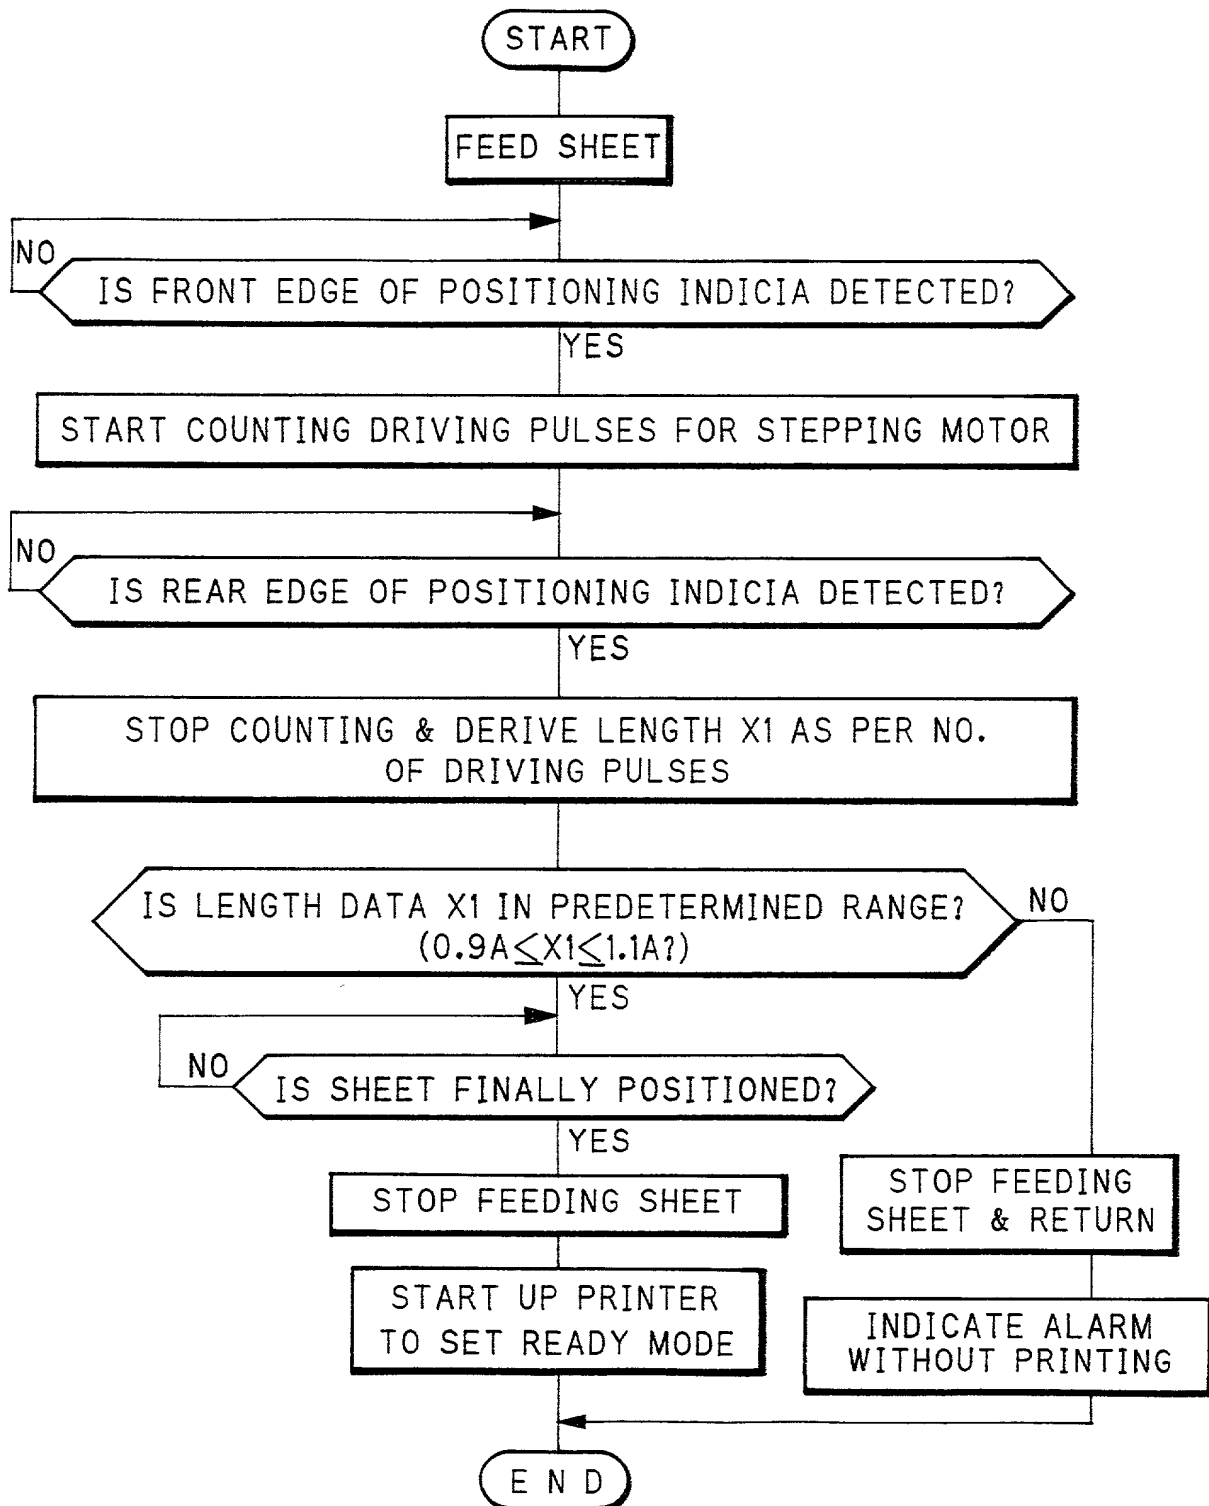 START
FEED SHEET
NO
IS FRONT EDGE OF POSITIONING INDICIA DETECTED?
YES
START COUNTING DRIVING PULSES FOR STEPPING MOTOR
NO
IS REAR EDGE OF POSITIONING INDICIA DETECTED?
YES
STOP COUNTING & DERIVE LENGTH X1 AS PER NO.
OF DRIVING PULSES
IS LENGTH DATA X1 IN PREDETERMINED RANGE?
(0.9A≤X1≤1.1A?)
NO
YES
NO
IS SHEET FINALLY POSITIONED?
YES
STOP FEEDING SHEET
START UP PRINTER
TO SET READY MODE
STOP FEEDING
SHEET & RETURN
INDICATE ALARM
WITHOUT PRINTING
END